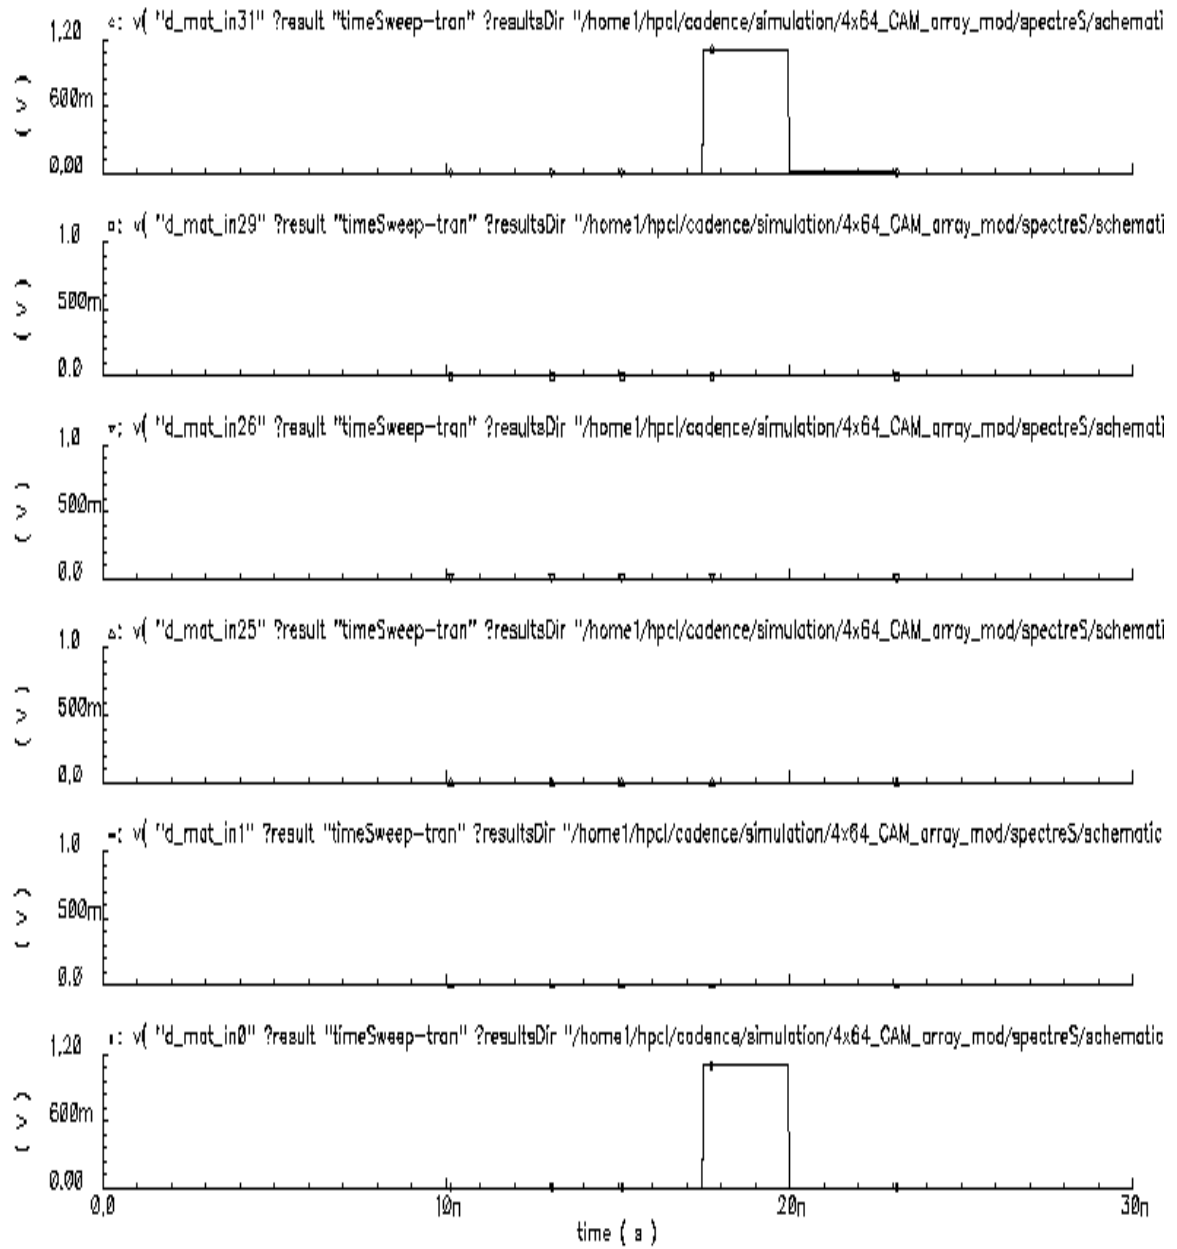 1.20 ⋄: v( "d_mat_in31" ?result "timeSweep-tran" ?resultsDir "/home1/hpcl/cadence/simulation/4x64_CAM_array_mod/spectreS/schemati
( V )
600m
0.00
1.0 □: v( "d_mat_in29" ?result "timeSweep-tran" ?resultsDir "/home1/hpcl/cadence/simulation/4x64_CAM_array_mod/spectreS/schemati
( V )
500m
0.0
1.0 ▿: v( "d_mat_in26" ?result "timeSweep-tran" ?resultsDir "/home1/hpcl/cadence/simulation/4x64_CAM_array_mod/spectreS/schemati
( V )
500m
0.0
1.0 ▵: v( "d_mat_in25" ?result "timeSweep-tran" ?resultsDir "/home1/hpcl/cadence/simulation/4x64_CAM_array_mod/spectreS/schemati
( V )
500m
0.0
1.0 -: v( "d_mat_in1" ?result "timeSweep-tran" ?resultsDir "/home1/hpcl/cadence/simulation/4x64_CAM_array_mod/spectreS/schematic
( V )
500m
0.0
1.20 ı: v( "d_mat_in0" ?result "timeSweep-tran" ?resultsDir "/home1/hpcl/cadence/simulation/4x64_CAM_array_mod/spectreS/schematic
( V )
600m
0.00
0.0 10n 20n 30n
time ( s )